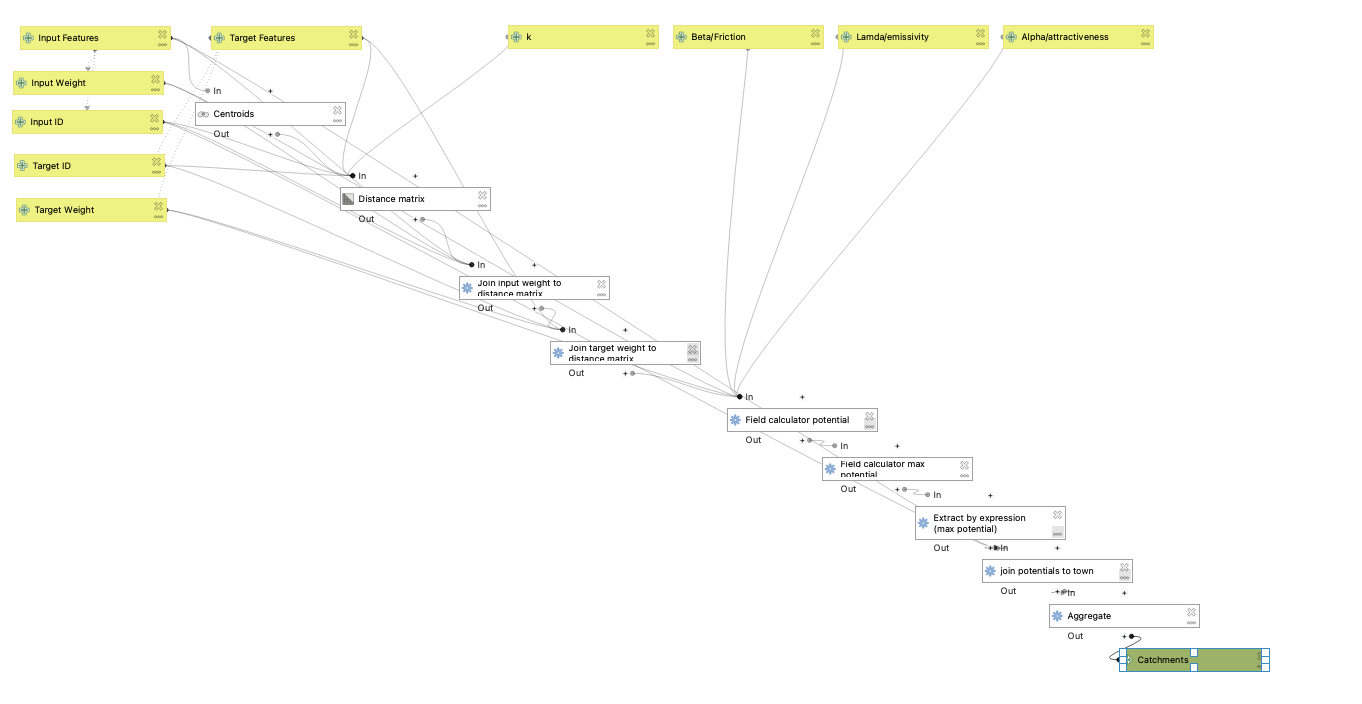 Input Features
Target Features
k
Beta/Friction
Lamda/emissivity
Alpha/attractiveness
Input Weight
In
+
Centroids
Input ID
Out
+
Target ID
In
+
Distance matrix
Target Weight
Out
+
In
+
Join input weight to
distance matrix
Out
+
In
+
Join target weight to
distance matrix
Out
+
In
+
Field calculator potential
Out
+
In
+
Field calculator max
potential
Out
+
In
+
Extract by expression
(max potential)
Out
+
In
+
join potentials to town
Out
+
In
+
Aggregate
Out
+
Catchments